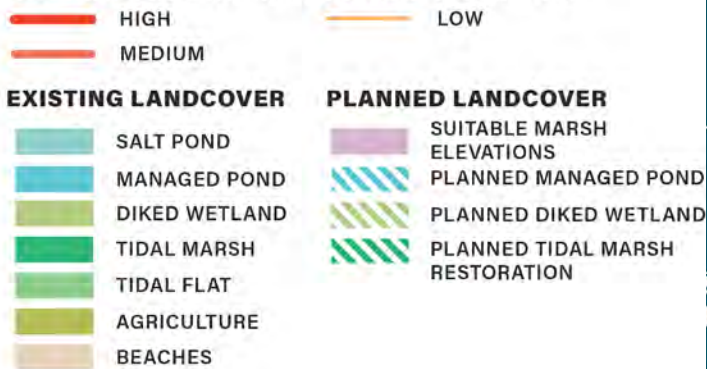 HIGH
LOW
MEDIUM
EXISTING LANDCOVER
SALT POND
MANAGED POND
DIKED WETLAND
TIDAL MARSH
TIDAL FLAT
AGRICULTURE
BEACHES
PLANNED LANDCOVER
SUITABLE MARSH
ELEVATIONS
PLANNED MANAGED POND
PLANNED DIKED WETLAND
PLANNED TIDAL MARSH
RESTORATION